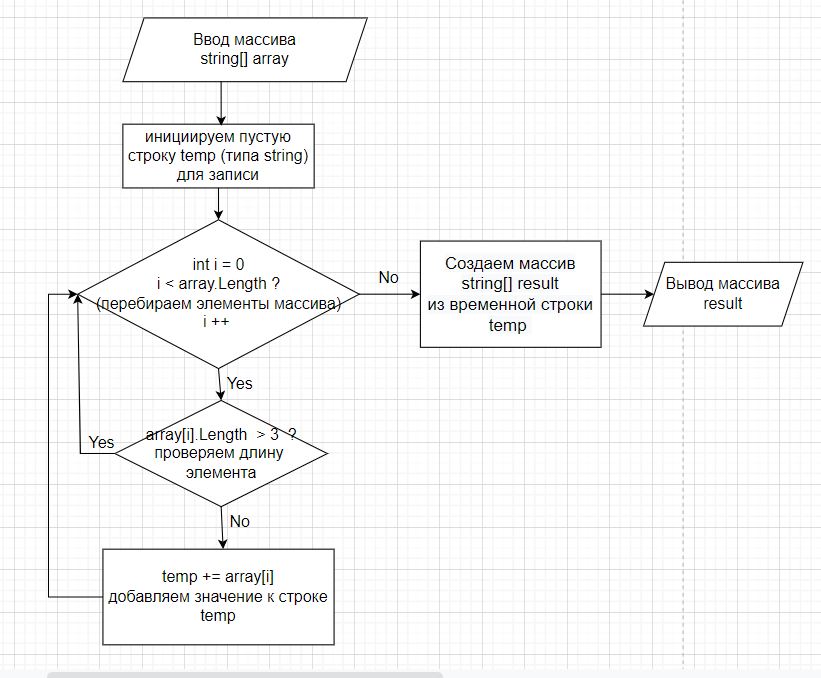 Ввод массива
string[] array
инициируем пустую
строку temp (типа string)
для записи
int i = 0
i < array.Length ?
(перебираем элементы массива)
i ++
No
Создаем массив
string[] result
из временной строки
temp
Вывод массива
result
Yes
array[i].Length > 3 ?
проверяем длину
элемента
Yes
No
temp += array[i]
добавляем значение к строке
temp